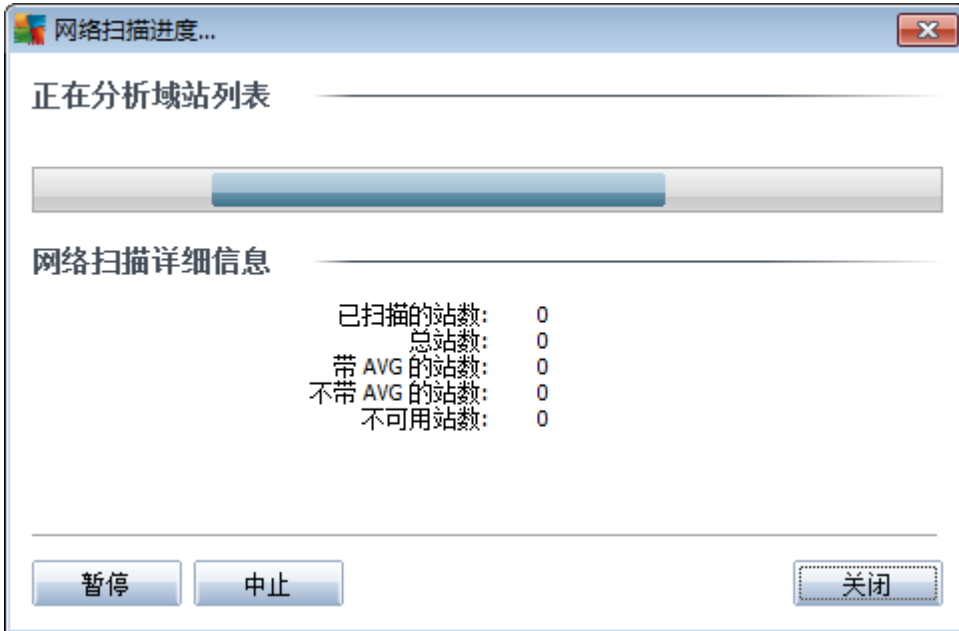 网络扫描进度...
正在分析域站列表
网络扫描详细信息
已扫描的站数: 0
总站数: 0
带 AVG 的站数: 0
不带 AVG 的站数: 0
不可用站数: 0
暂停 中止 关闭